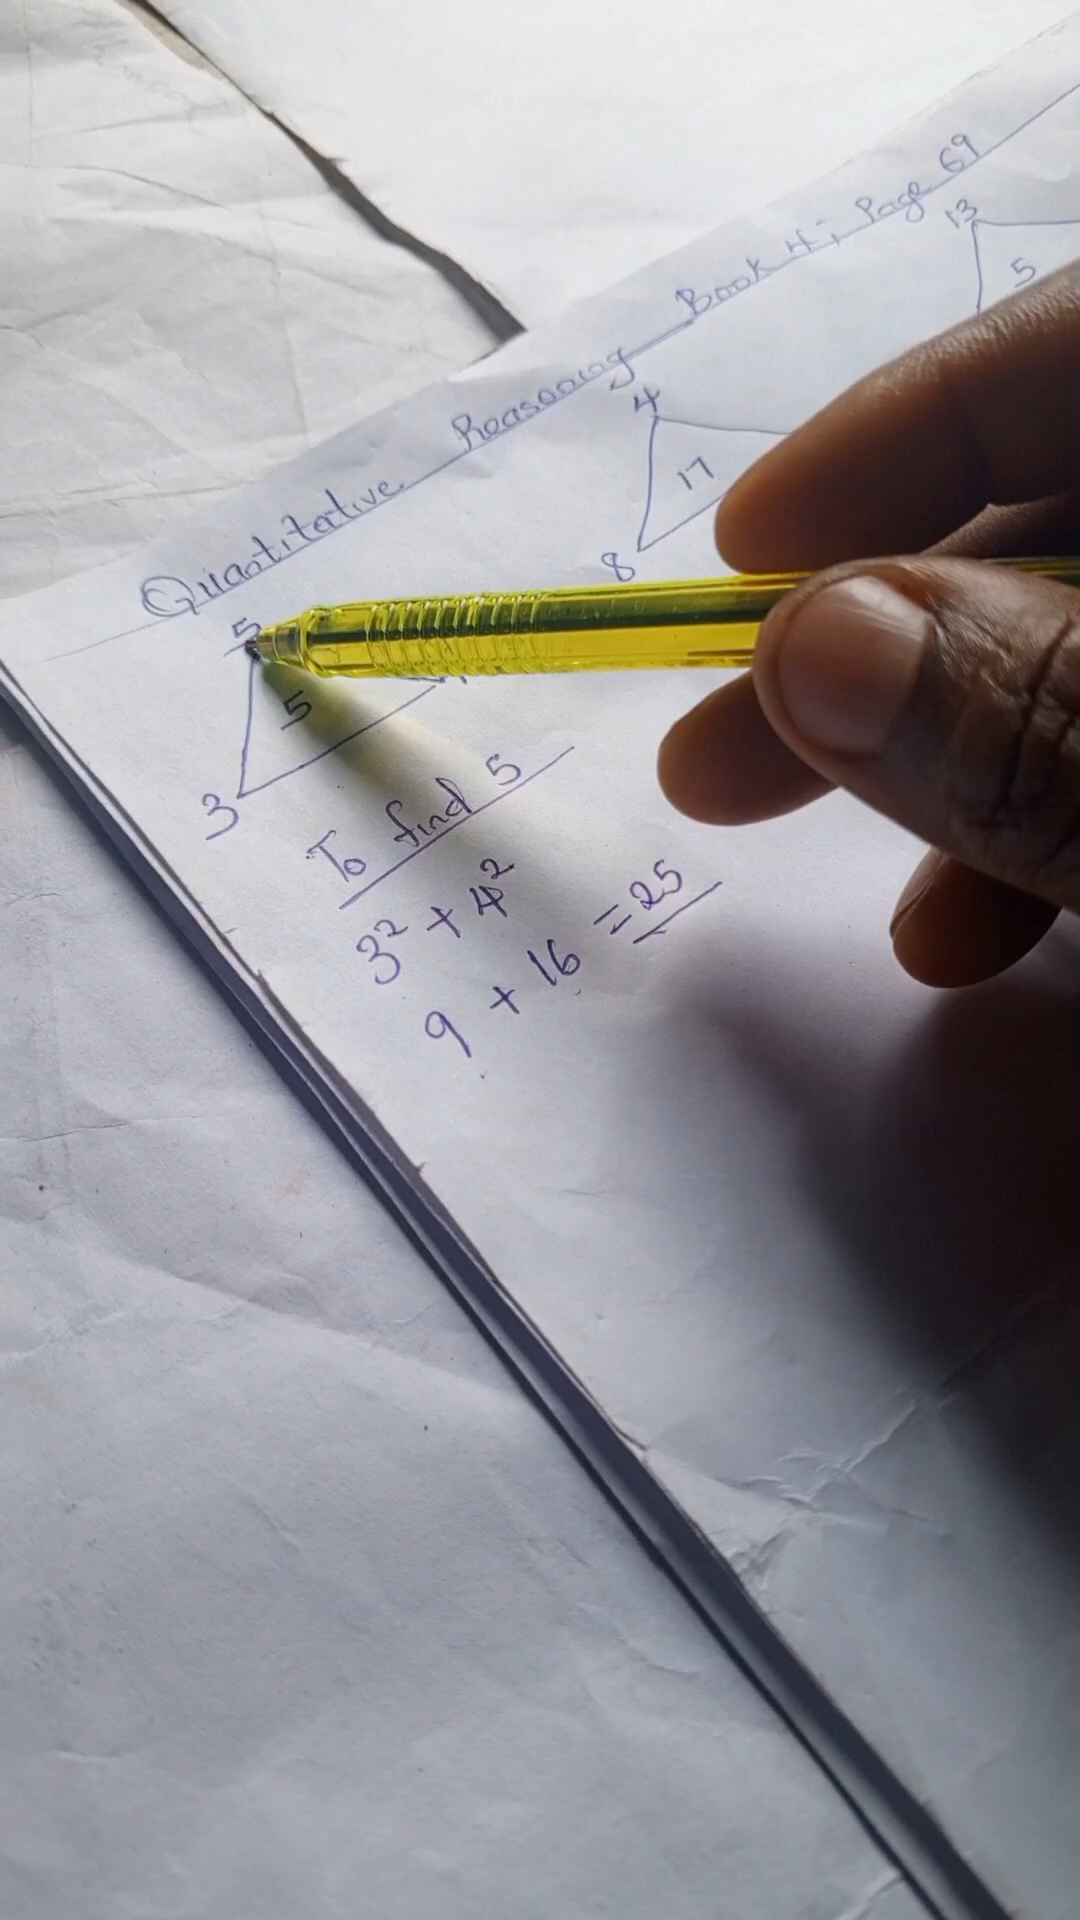 Quantitative Reasoning Book 4; Page 69
13
5
4
17
8
5
5
3
To find 5
3² + 4²
9 + 16 = 25